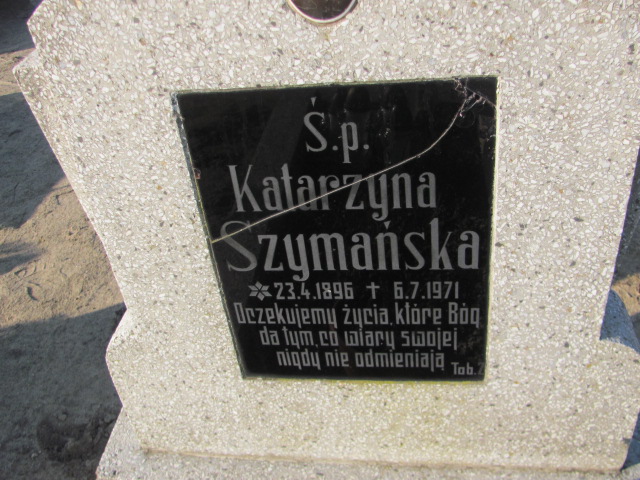 Ś.p.
Katarzyna
Szymańska
* 23.4.1896 † 6.7.1971
Oczekujemy życia, które Bóg
da tym, co wiary swojej
nigdy nie odmieniają
Tob. 2